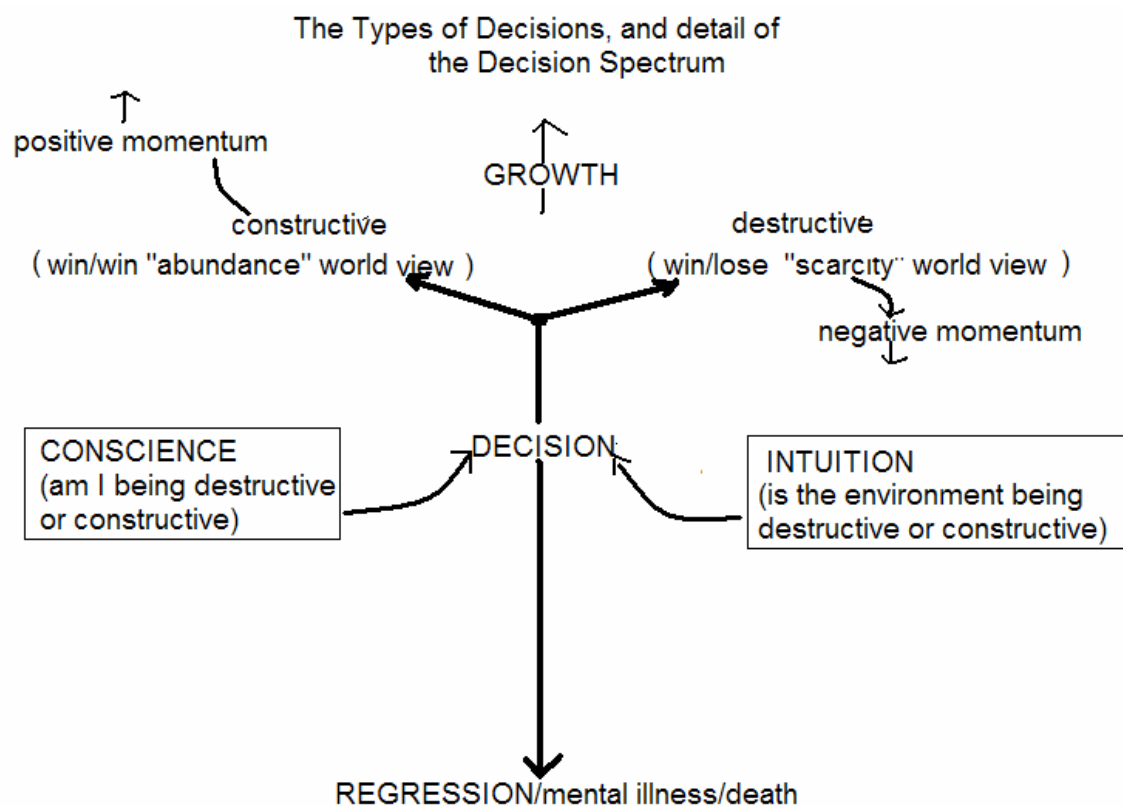 The Types of Decisions, and detail of
the Decision Spectrum
positive momentum
GROWTH
constructive
(win/win "abundance" world view )
destructive
(win/lose "scarcity" world view )
negative momentum
CONSCIENCE
(am I being destructive
or constructive)
DECISION
INTUITION
(is the environment being
destructive or constructive)
REGRESSION/mental illness/death